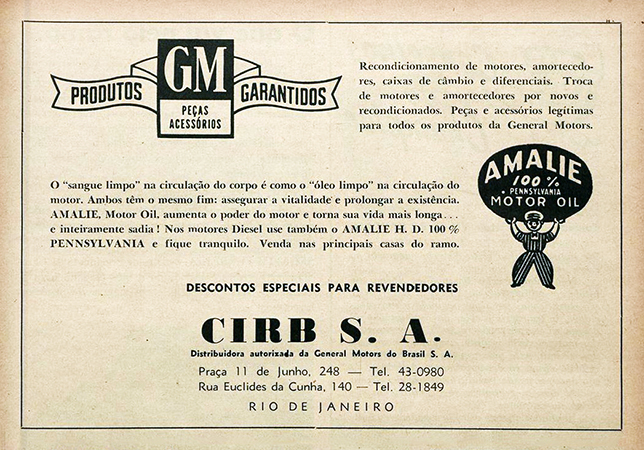 PRODUTOS
GM
GARANTIDOS
PEÇAS
ACESSÓRIOS
Recondicionamento de motores, amortecedo-
res, caixas de câmbio e diferenciais. Troca
de motores e amortecedores por novos e
recondicionados. Peças e acessórios legítimas
para todos os produtos da General Motors.
O "sangue limpo" na circulação do corpo é como o "óleo limpo" na circulação do
motor. Ambos têm o mesmo fim: assegurar a vitalidade e prolongar a existência.
AMALIE, Motor Oil, aumenta o poder do motor e torna sua vida mais longa...
e inteiramente sadia! Nos motores Diesel use também o AMALIE H. D. 100 %
PENNSYLVANIA e fique tranquilo. Venda nas principais casas do ramo.
AMALIE
100 %
PENNSYLVANIA
MOTOR OIL
DESCONTOS ESPECIAIS PARA REVENDEDORES
CIRB S. A.
Distribuidora autorizada da General Motors do Brasil S. A.
Praça 11 de Junho, 248 — Tel. 43-0980
Rua Euclides da Cunha, 140 — Tel. 28-1849
RIO DE JANEIRO